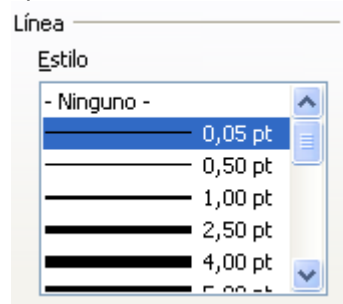 Línea
Estilo
- Ninguno -
0,05 pt
0,50 pt
1,00 pt
2,50 pt
4,00 pt